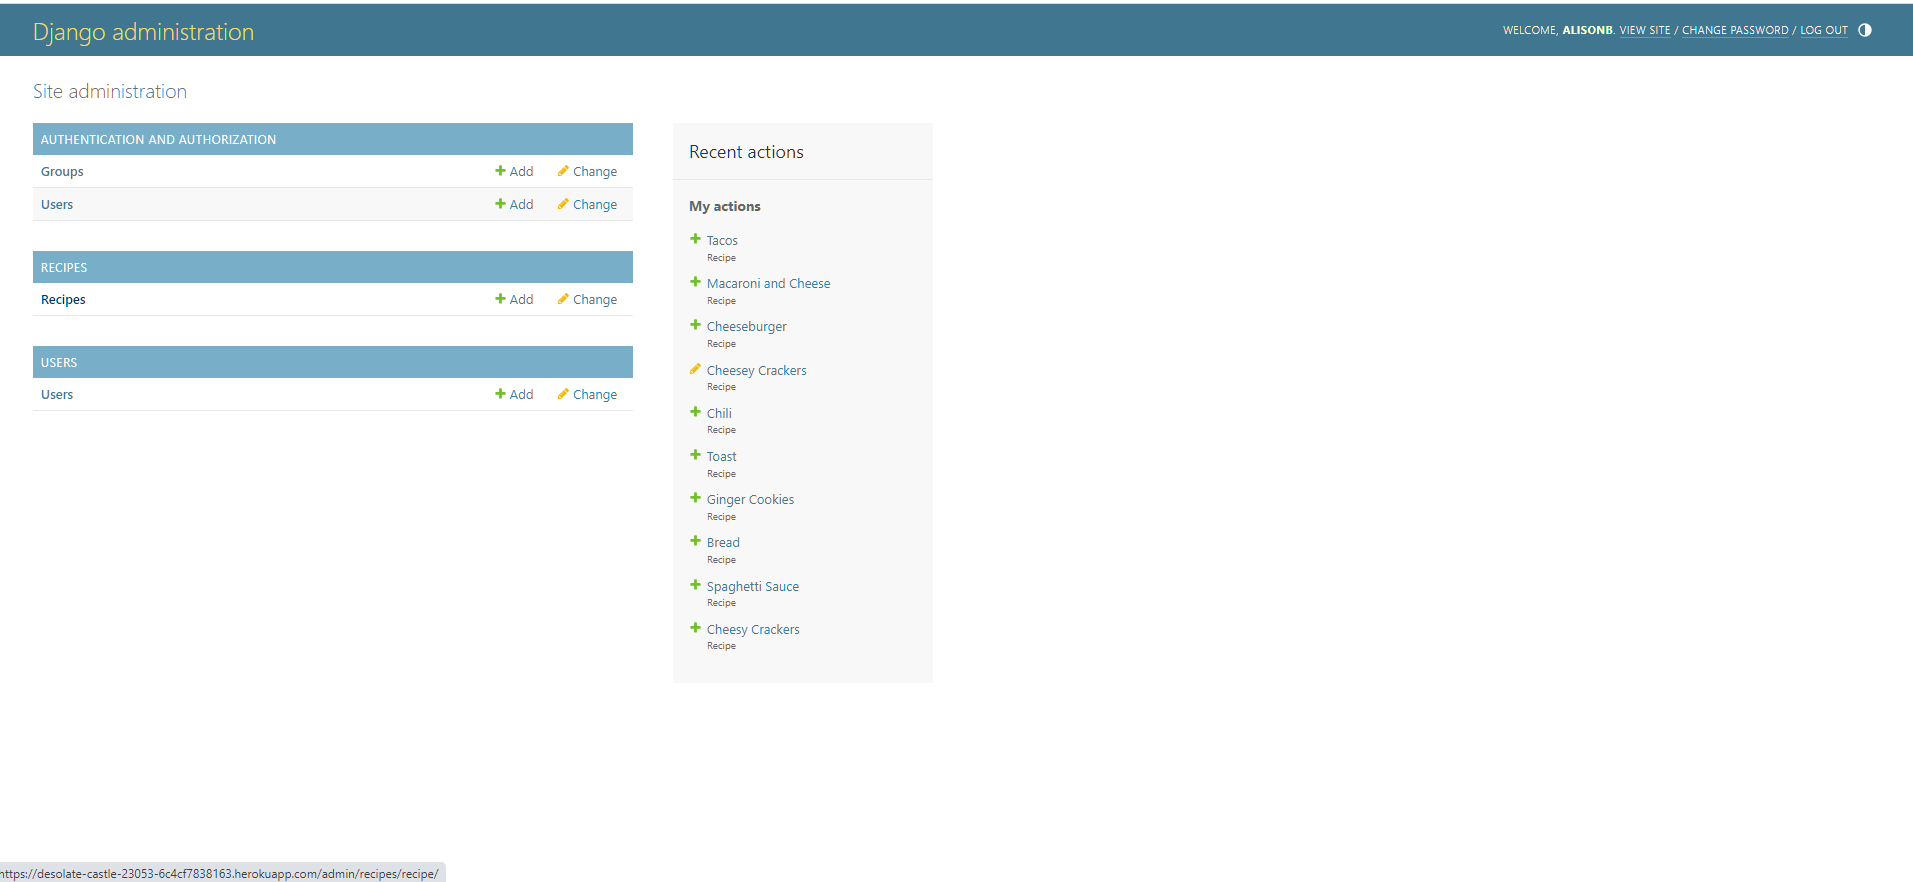 Django administration
WELCOME, ALISONB. VIEW SITE / CHANGE PASSWORD / LOG OUT
Site administration
AUTHENTICATION AND AUTHORIZATION
Groups Add Change
Users Add Change
RECIPES
Recipes Add Change
USERS
Users Add Change
Recent actions
My actions
Tacos
Recipe
Macaroni and Cheese
Recipe
Cheeseburger
Recipe
Cheesey Crackers
Recipe
Chili
Recipe
Toast
Recipe
Ginger Cookies
Recipe
Bread
Recipe
Spaghetti Sauce
Recipe
Cheesy Crackers
Recipe
https://desolate-castle-23053-6c4cf7838163.herokuapp.com/admin/recipes/recipe/